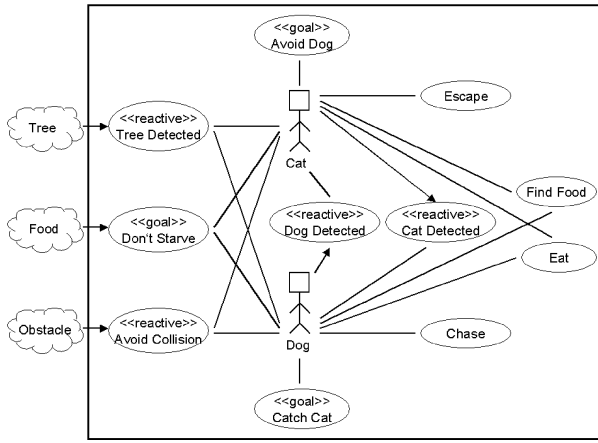 <<goal>>
Avoid Dog
Escape
Tree
<<reactive>>
Tree Detected
Cat
Find Food
Food
<<goal>>
Don't Starve
<<reactive>>
Dog Detected
<<reactive>>
Cat Detected
Eat
Obstacle
<<reactive>>
Avoid Collision
Dog
Chase
<<goal>>
Catch Cat